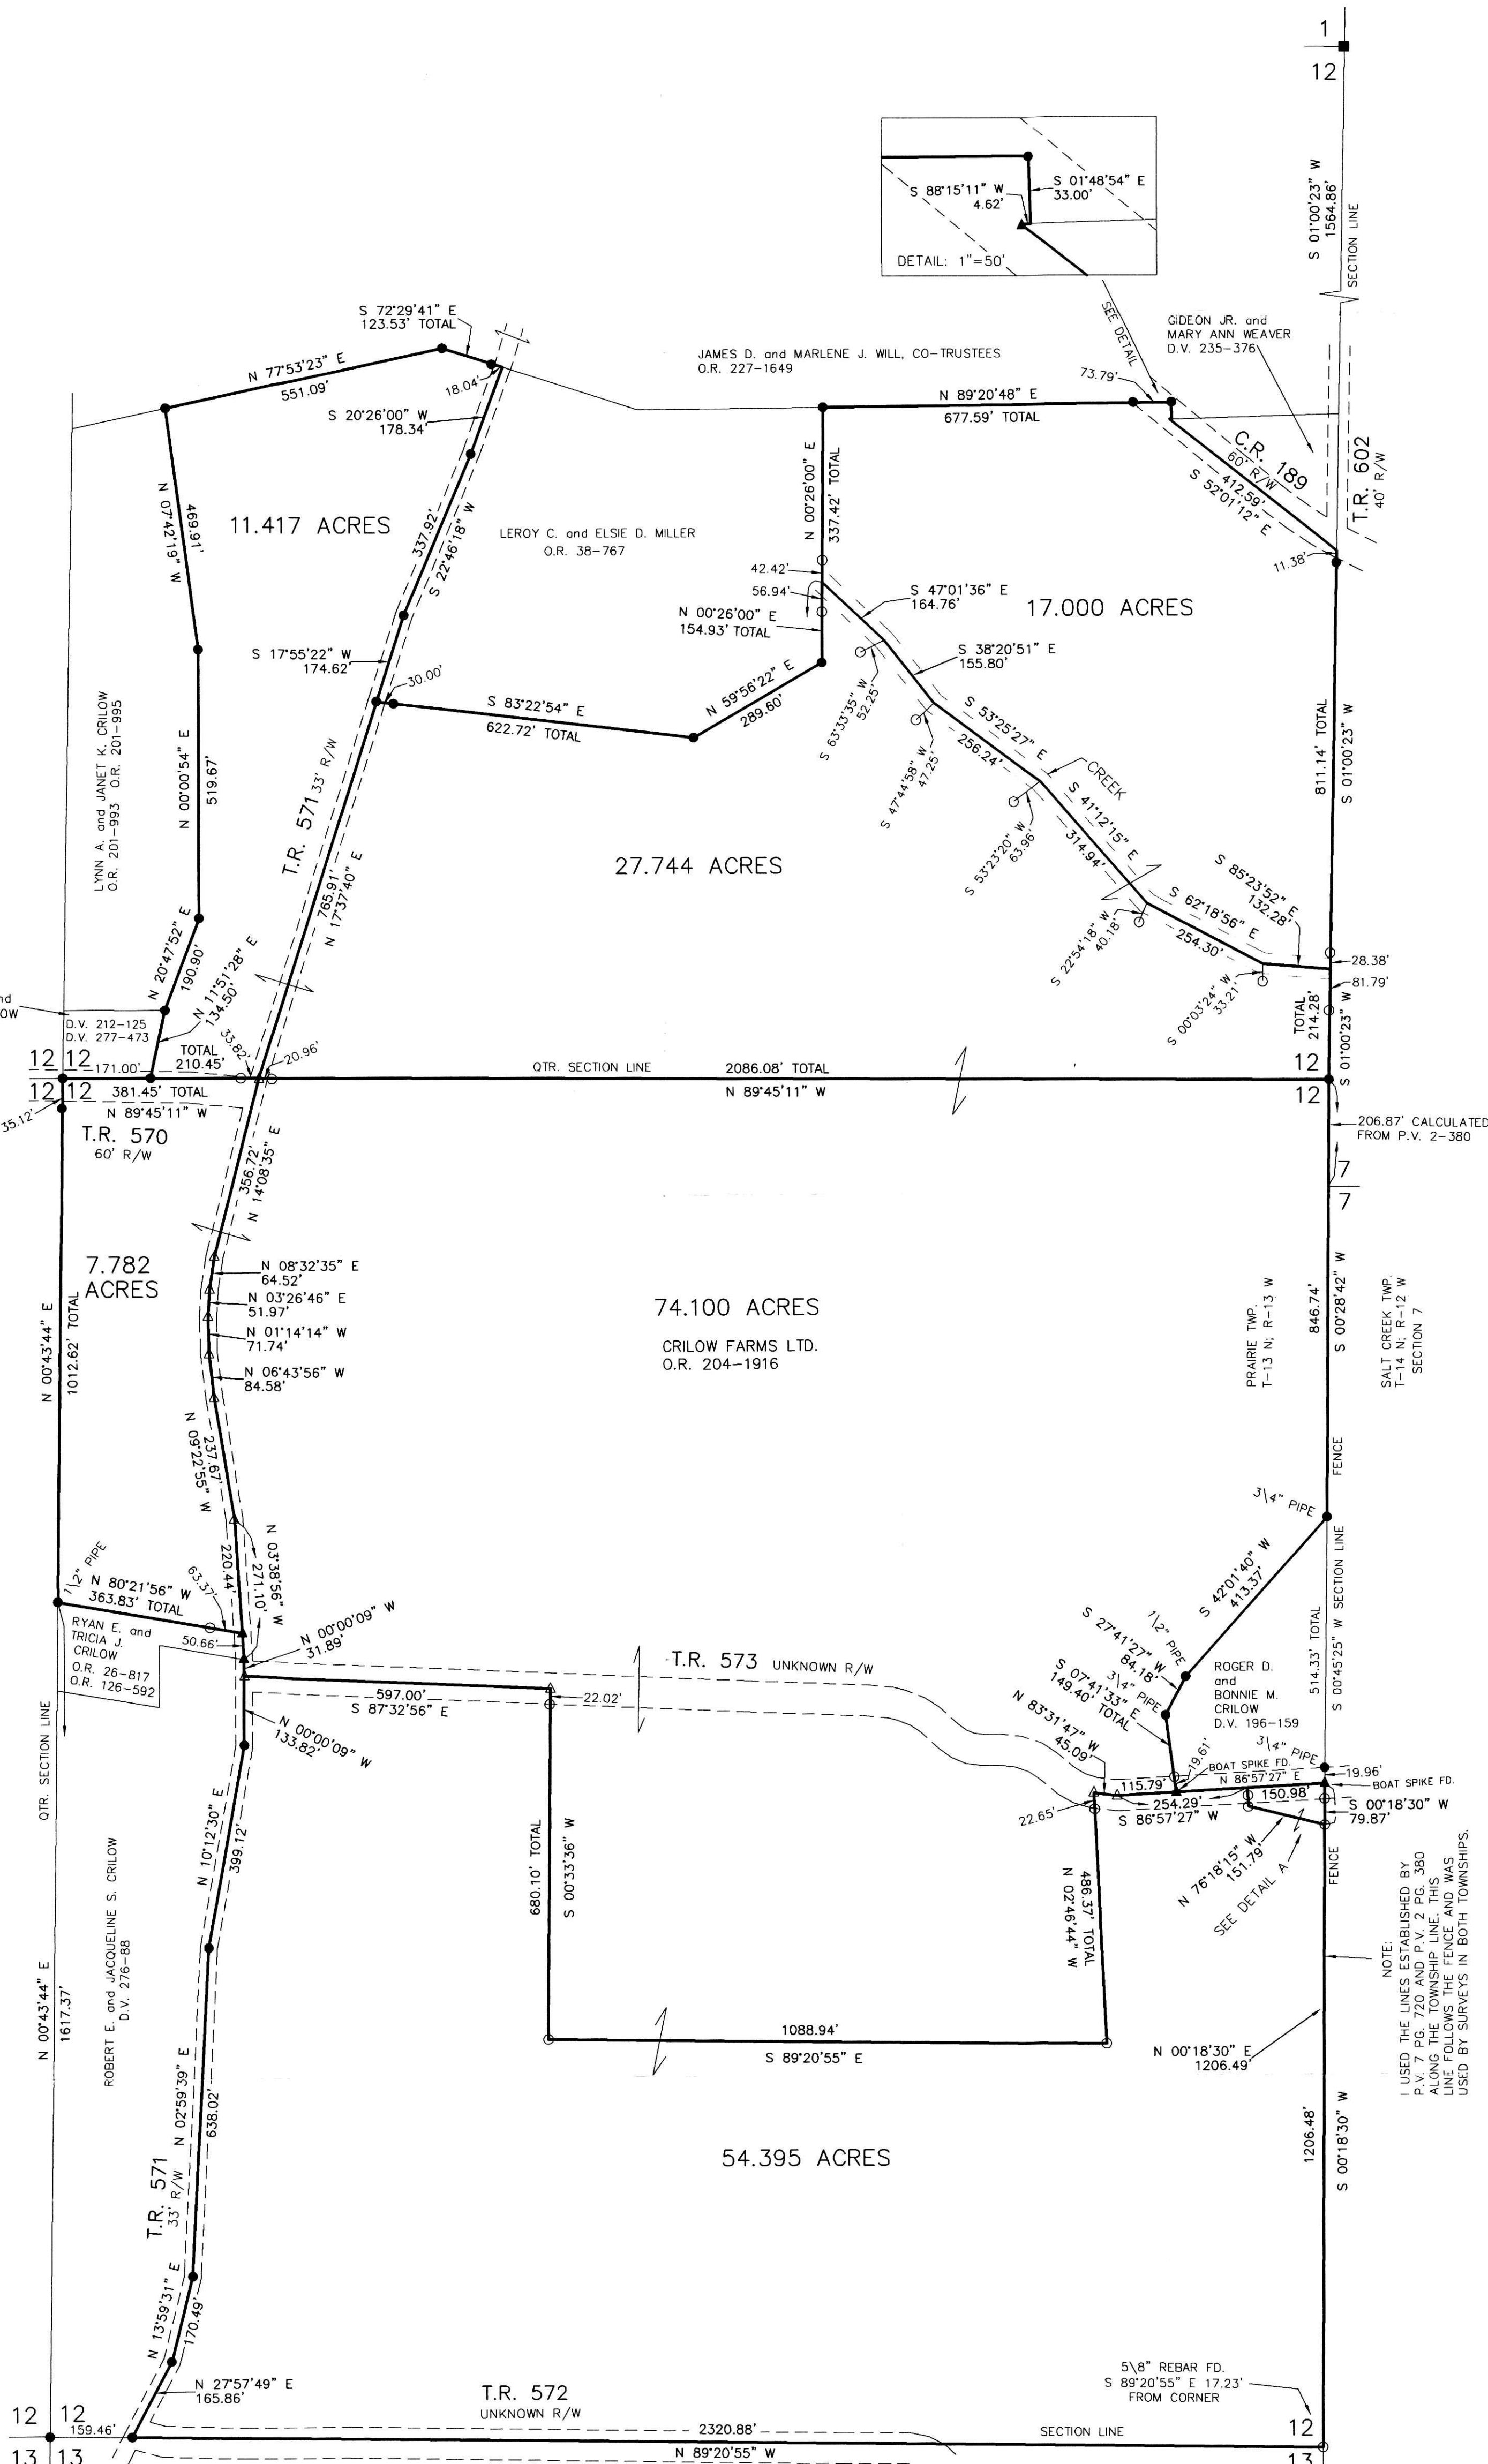 1
12
S 01°00'23" W
1564.86'
SECTION LINE
S 88°15'11" W
4.62'
S 01°48'54" E
33.00'
DETAIL: 1"=50'
SEE DETAIL
GIDEON JR. and
MARY ANN WEAVER
D.V. 235-376
S 72°29'41" E
123.53' TOTAL
N 77°53'23" E
551.09'
18.04'
S 20°26'00" W
178.34'
JAMES D. and MARLENE J. WILL, CO-TRUSTEES
O.R. 227-1649
73.79'
N 89°20'48" E
677.59' TOTAL
C.R. 189
60' R/W
412.59'
S 52°01'12" E
T.R. 602
40' R/W
11.38'
N 07°42'19" W
469.91'
11.417 ACRES
337.92'
S 22°46'18" W
LEROY C. and ELSIE D. MILLER
O.R. 38-767
N 00°26'00" E
337.42' TOTAL
42.42'
56.94'
N 00°26'00" E
154.93' TOTAL
S 47°01'36" E
164.76'
17.000 ACRES
S 38°20'51" E
155.80'
S 17°55'22" W
174.62'
30.00'
S 83°22'54" E
622.72' TOTAL
N 59°56'22" E
289.60'
S 63°33'35" W
52.25'
S 47°44'58" W
47.25'
S 53°25'27" E
256.24'
CREEK
S 53°23'20" W
63.96'
S 41°12'15" E
314.94'
811.14' TOTAL
S 01°00'23" W
LYNN A. and JANET K. CRILOW
O.R. 201-993 O.R. 201-995
N 00°00'54" E
519.67'
T.R. 571 33' R/W
765.91'
N 17°37'40" E
27.744 ACRES
S 22°54'18" W
40.18'
S 62°18'56" E
254.30'
S 85°23'52" E
132.28'
S 00°03'24" W
33.21'
28.38'
81.79'
TOTAL
214.28'
S 01°00'23" W
N 20°47'52" E
190.90'
N 11°51'28" E
134.50'
D.V. 212-125
D.V. 277-473
33.82'
20.96'
12 12
171.00'
TOTAL
210.45'
QTR. SECTION LINE
2086.08' TOTAL
12
12 12
381.45' TOTAL
N 89°45'11" W
N 89°45'11" W
12
35.12'
T.R. 570
60' R/W
356.72'
N 14°08'35" E
206.87' CALCULATED
FROM P.V. 2-380
7
7
7.782
ACRES
N 08°32'35" E
64.52'
N 03°26'46" E
51.97'
N 01°14'14" W
71.74'
N 06°43'56" W
84.58'
74.100 ACRES
CRILOW FARMS LTD.
O.R. 204-1916
N 00°43'44" E
1012.62' TOTAL
PRAIRIE TWP.
T-13 N; R-13 W
846.74'
S 00°28'42" W
SALT CREEK TWP.
T-14 N; R-12 W
SECTION 7
237.67'
N 09°22'55" W
FENCE
3\4" PIPE
1\2" PIPE
N 80°21'56" W
363.83' TOTAL
63.37'
220.44'
N 03°38'56" W
271.10'
RYAN E. and
TRICIA J.
CRILOW
O.R. 26-817
O.R. 126-592
50.66'
N 00°00'09" W
31.89'
T.R. 573 UNKNOWN R/W
S 42°01'40" W
413.37'
1\2" PIPE
S 27°41'27" W
84.18'
3\4" PIPE
S 07°41'33" E
149.40' TOTAL
ROGER D.
and
BONNIE M.
CRILOW
D.V. 196-159
514.33' TOTAL
S 00°45'25" W SECTION LINE
597.00'
S 87°32'56" E
22.02'
N 00°00'09" W
133.82'
N 83°31'47" W
45.09'
19.61'
3\4" PIPE
BOAT SPIKE FD.
N 86°57'27" E
19.96'
BOAT SPIKE FD.
115.79'
254.29'
S 86°57'27" W
150.98'
22.65'
S 00°18'30" W
79.87'
N 76°18'15" W
151.79'
SEE DETAIL A
FENCE
QTR. SECTION LINE
N 10°12'30" E
399.12'
680.10' TOTAL
S 00°33'36" W
486.37' TOTAL
N 02°46'44" W
NOTE:
I USED THE LINES ESTABLISHED BY
P.V. 7 PG. 720 AND P.V. 2 PG. 380
ALONG THE TOWNSHIP LINE. THIS
LINE FOLLOWS THE FENCE AND WAS
USED BY SURVEYS IN BOTH TOWNSHIPS.
ROBERT E. and JACQUELINE S. CRILOW
D.V. 276-88
N 00°43'44" E
1617.37'
1088.94'
S 89°20'55" E
N 00°18'30" E
1206.49'
N 02°59'39" E
638.02'
T.R. 571
33' R/W
54.395 ACRES
1206.48'
S 00°18'30" W
N 13°59'31" E
170.49'
N 27°57'49" E
165.86'
T.R. 572
UNKNOWN R/W
5\8" REBAR FD.
S 89°20'55" E 17.23'
FROM CORNER
12 12
159.46'
2320.88'
SECTION LINE
12
13 13
N 89°20'55" W
13